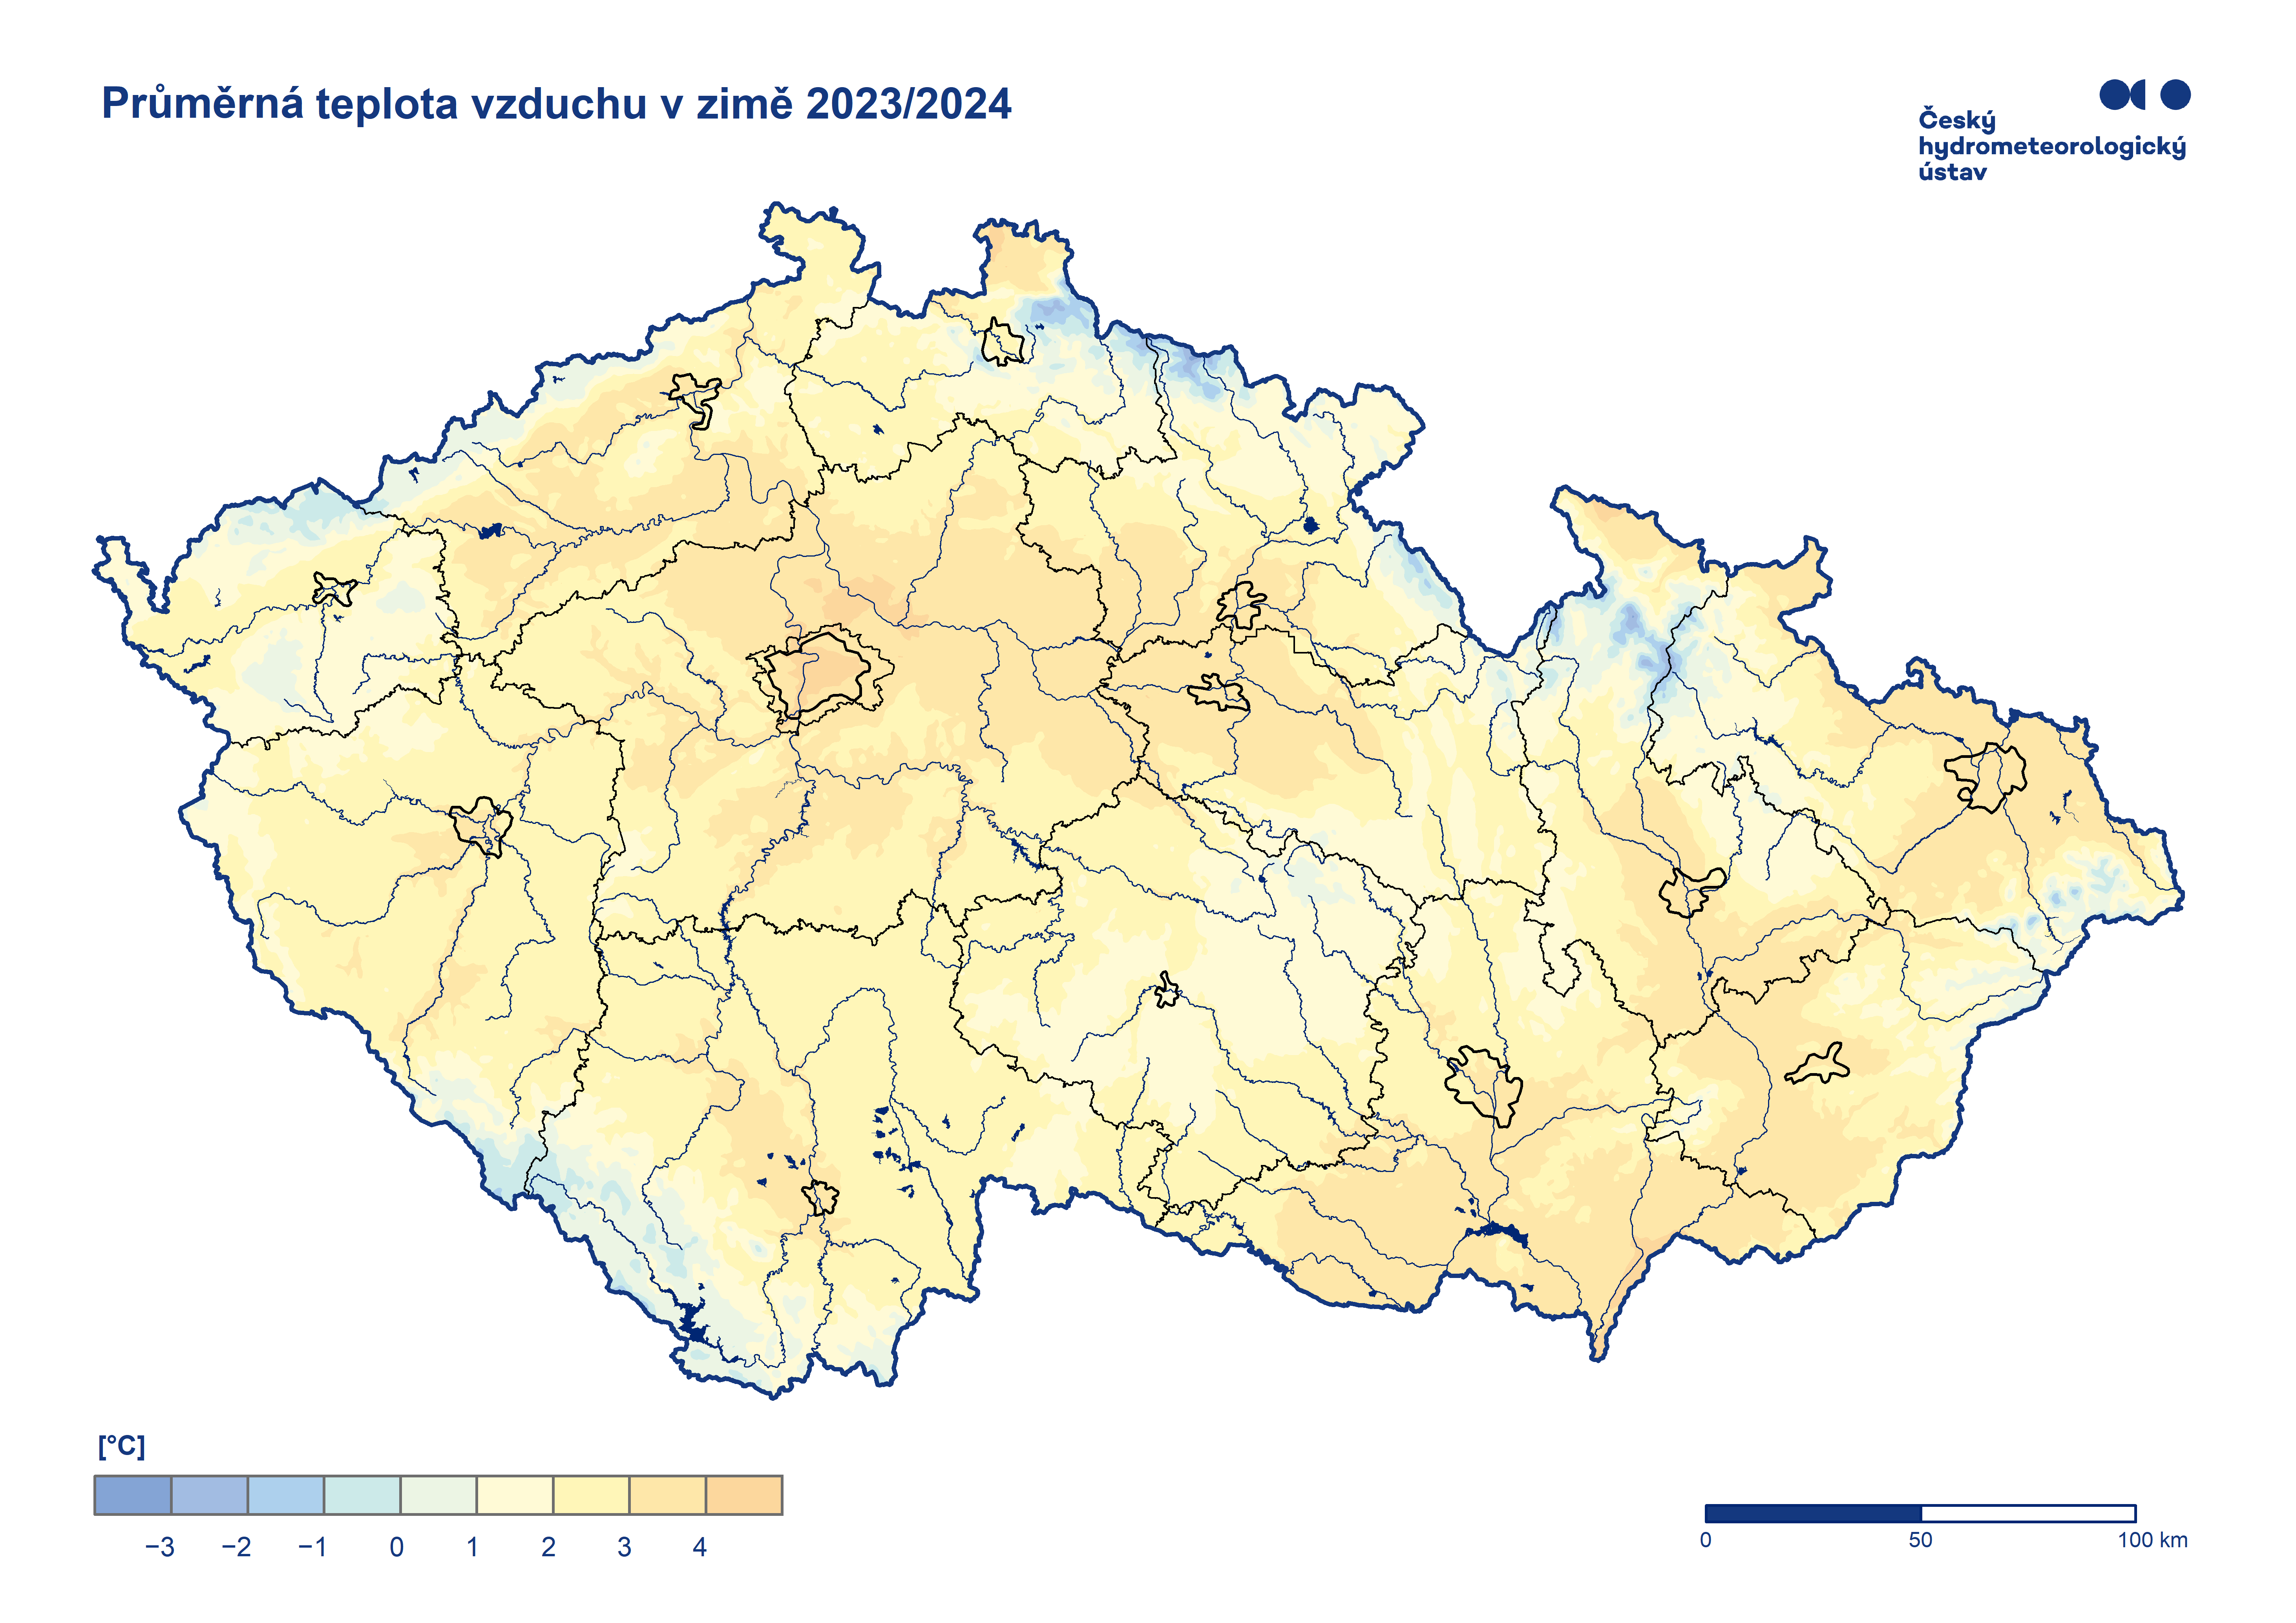 Průměrná teplota vzduchu v zimě 2023/2024
Český
hydrometeorologický
ústav
[°C]
−3 −2 −1 0 1 2 3 4
0 50 100 km